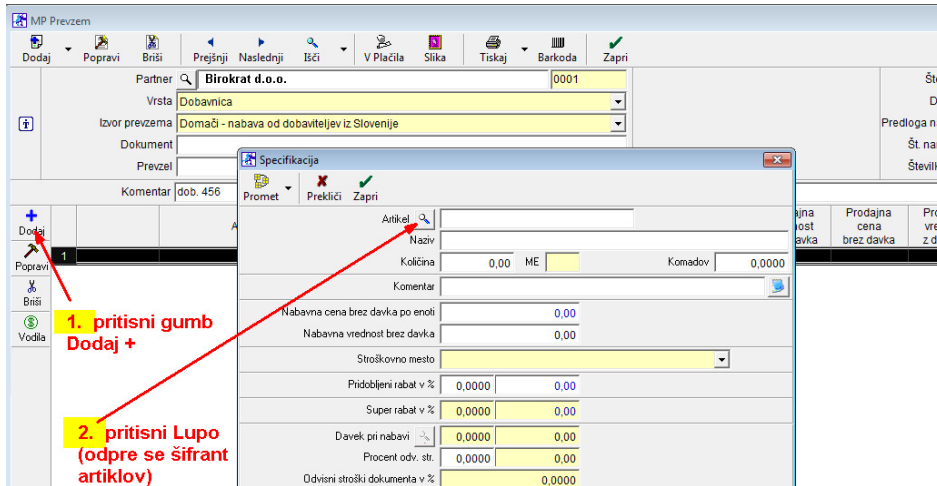 MP Prevzem
Dodaj Popravi Briši Prejšnji Naslednji Išči V Plačila Slika Tiskaj Barkoda Zapri
Partner Birokrat d.o.o. 0001
Vrsta Dobavnica
Izvor prevzema Domači - nabava od dobaviteljev iz Slovenije
Predloga
Dokument
Prevzel
Komentar dob. 456
Specifikacija
Promet Prekliči Zapri
Artikel
Naziv
Količina 0,00 ME Komadov 0,0000
Komentar
Nabavna cena brez davka po enoti 0,00
Nabavna vrednost brez davka 0,00
Stroškovno mesto
Pridobljeni rabat v % 0,0000 0,00
Super rabat v % 0,0000 0,00
Davek pri nabavi 0,0000 0,00
Procent odv. str. 0,0000 0,00
Odvisni stroški dokumenta v % 0,0000
Prodajna
cena
brez davka
Dodaj
1
Popravi
Briši
Vodila
1. pritisni gumb
Dodaj +
2. pritisni Lupo
(odpre se šifrant
artiklov)